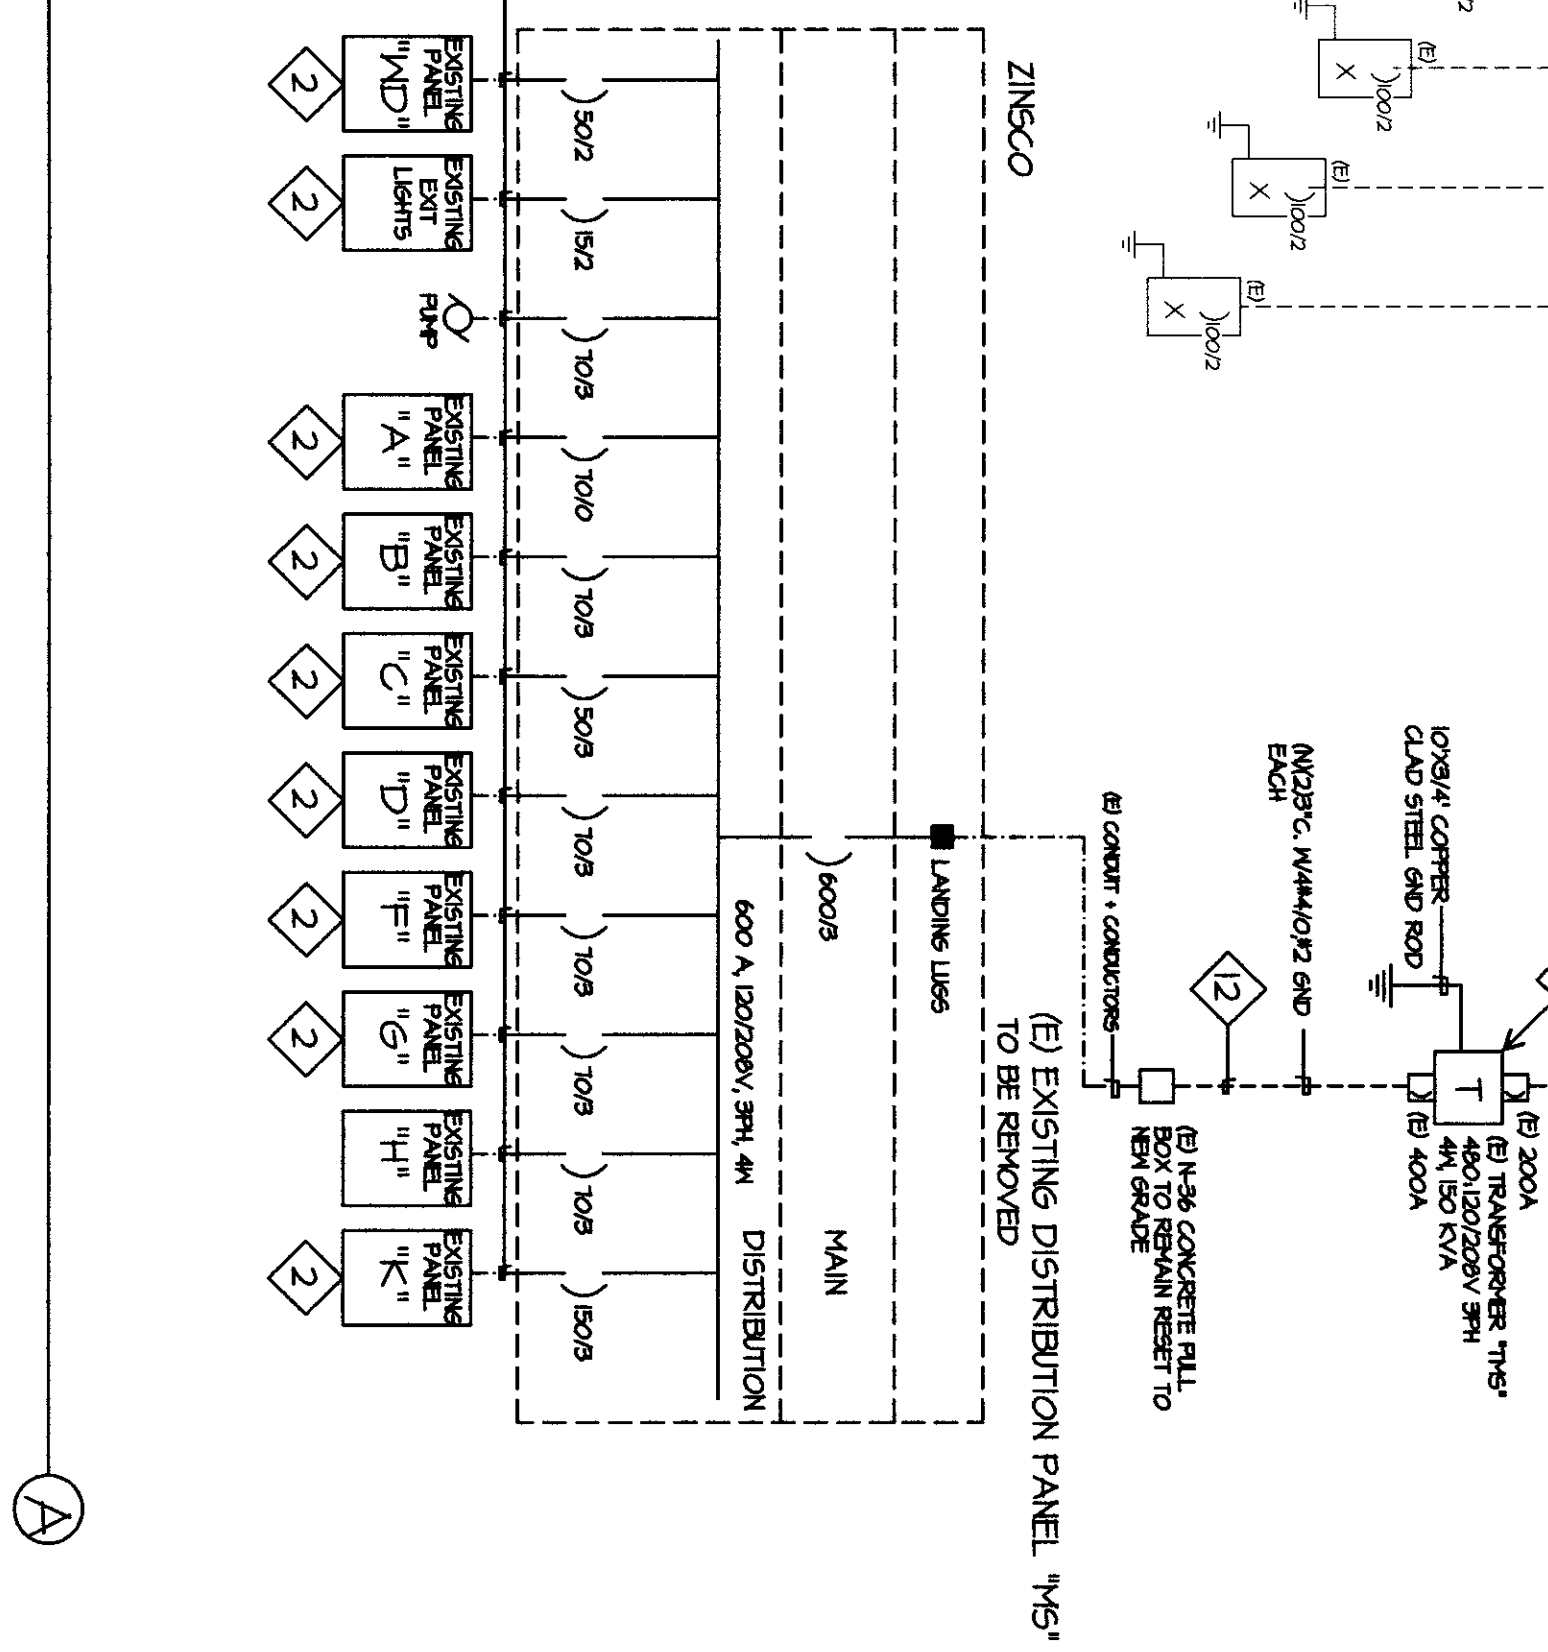 /2
(E)
100/2
X
(E)
100/2
X
(E)
100/2
X
(E) 200A
(E) TRANSFORMER "TMS"
480:120/208V 3PH
4W, 150 KVA
T
(E) 400A
10'X3/4' COPPER
CLAD STEEL GND ROD
(N)(2)3"C. W/4#4/0,#2 GND
EACH
12
(E) N-36 CONCRETE PULL
BOX TO REMAIN RESET TO
NEW GRADE
(E) CONDUIT + CONDUCTORS
(E) EXISTING DISTRIBUTION PANEL "MS"
TO BE REMOVED
ZINSCO
LANDING LUGS
600/3
MAIN
600 A, 120/208V, 3PH, 4W
DISTRIBUTION
50/2
15/2
70/3
70/0
70/3
50/3
70/3
70/3
70/3
70/3
150/3
EXISTING
PANEL
"WD"
2
EXISTING
EXIT
LIGHTS
2
PUMP
EXISTING
PANEL
"A"
2
EXISTING
PANEL
"B"
2
EXISTING
PANEL
"C"
2
EXISTING
PANEL
"D"
2
EXISTING
PANEL
"F"
2
EXISTING
PANEL
"G"
2
EXISTING
PANEL
"H"
EXISTING
PANEL
"K"
2
A